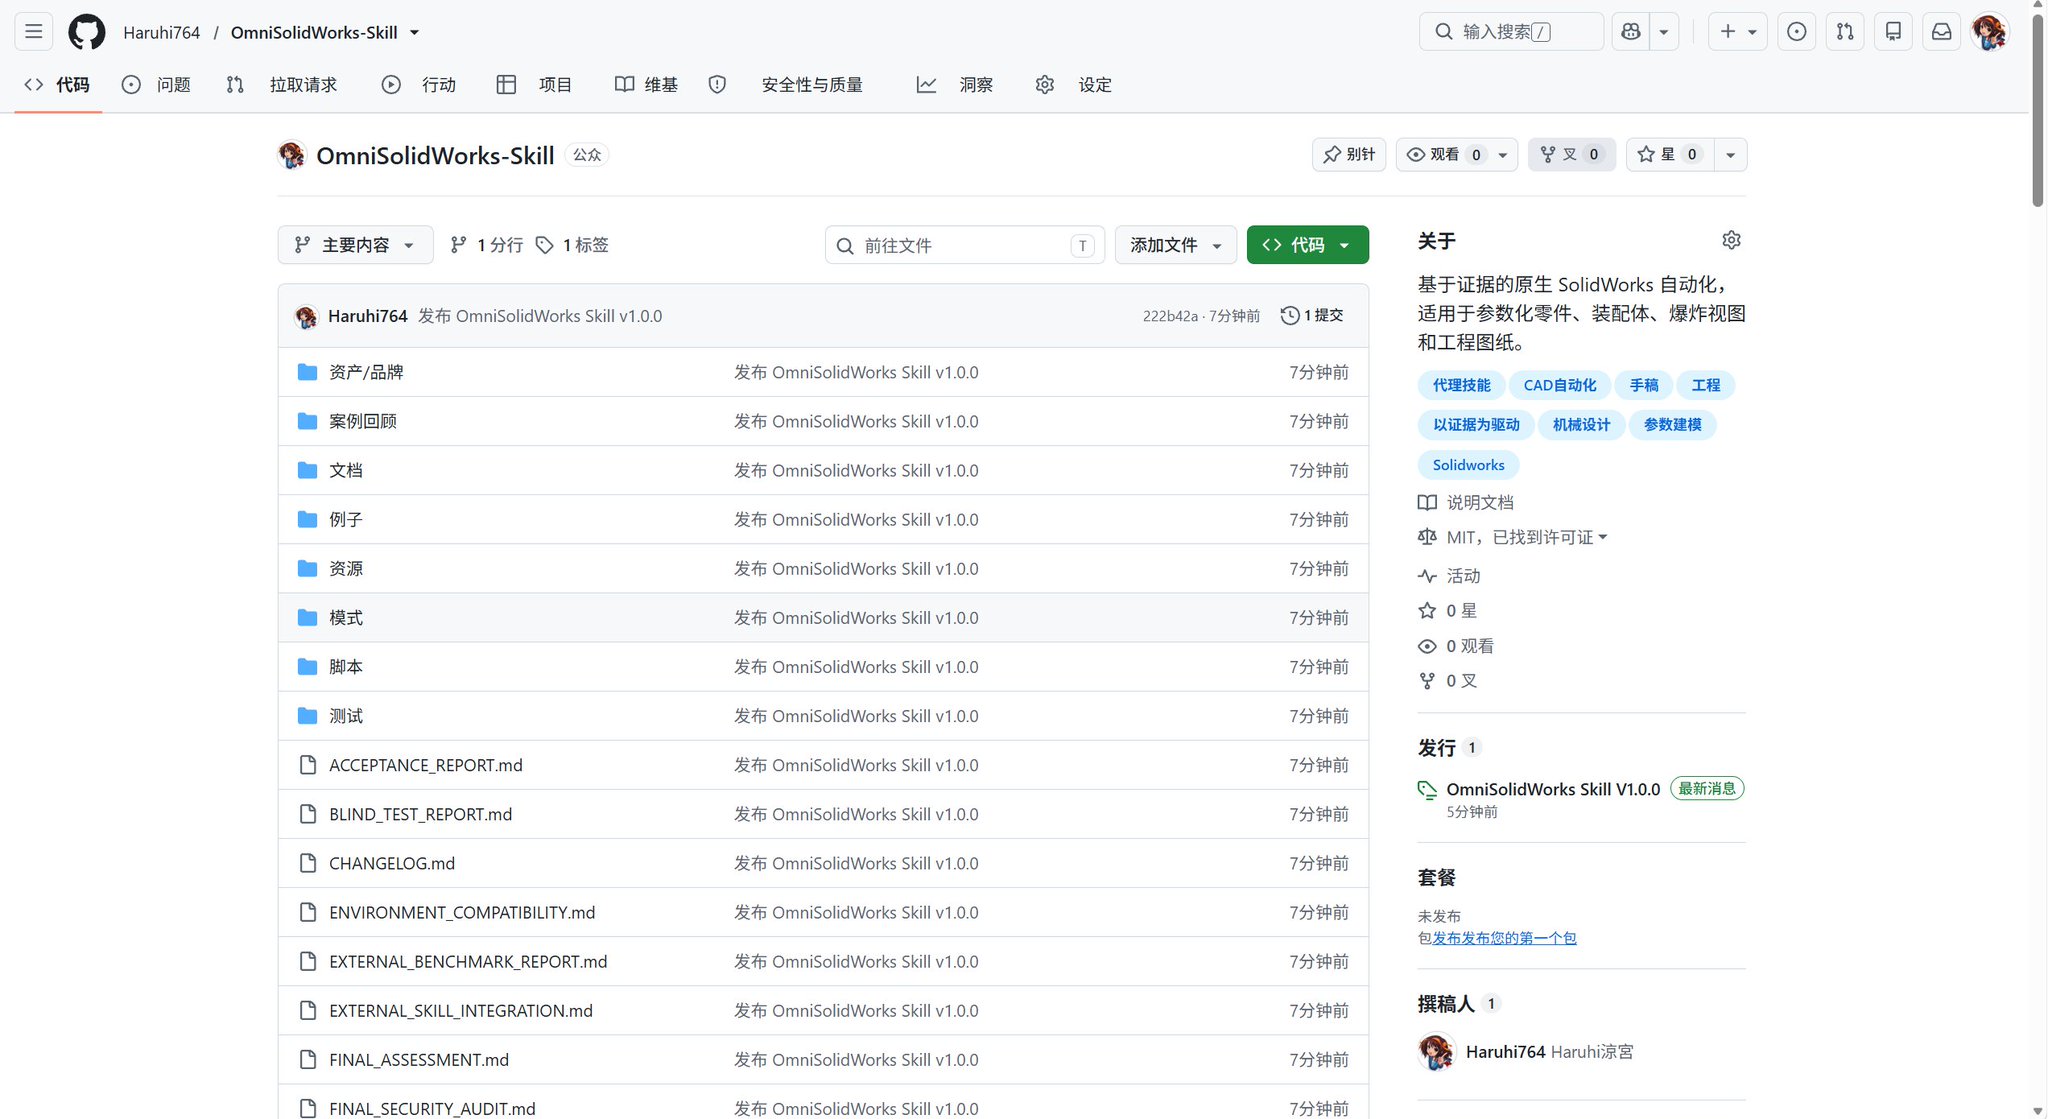 Haruhi764 / OmniSolidWorks-Skill
输入搜索 /
代码 问题 拉取请求 行动 项目 维基 安全性与质量 洞察 设定
OmniSolidWorks-Skill 公众
别针 观看 0 叉 0 星 0
主要内容 1 分行 1 标签 前往文件 T 添加文件 代码
Haruhi764 发布 OmniSolidWorks Skill v1.0.0 222b42a · 7分钟前 1 提交
资产/品牌 发布 OmniSolidWorks Skill v1.0.0 7分钟前
案例回顾 发布 OmniSolidWorks Skill v1.0.0 7分钟前
文档 发布 OmniSolidWorks Skill v1.0.0 7分钟前
例子 发布 OmniSolidWorks Skill v1.0.0 7分钟前
资源 发布 OmniSolidWorks Skill v1.0.0 7分钟前
模式 发布 OmniSolidWorks Skill v1.0.0 7分钟前
脚本 发布 OmniSolidWorks Skill v1.0.0 7分钟前
测试 发布 OmniSolidWorks Skill v1.0.0 7分钟前
ACCEPTANCE_REPORT.md 发布 OmniSolidWorks Skill v1.0.0 7分钟前
BLIND_TEST_REPORT.md 发布 OmniSolidWorks Skill v1.0.0 7分钟前
CHANGELOG.md 发布 OmniSolidWorks Skill v1.0.0 7分钟前
ENVIRONMENT_COMPATIBILITY.md 发布 OmniSolidWorks Skill v1.0.0 7分钟前
EXTERNAL_BENCHMARK_REPORT.md 发布 OmniSolidWorks Skill v1.0.0 7分钟前
EXTERNAL_SKILL_INTEGRATION.md 发布 OmniSolidWorks Skill v1.0.0 7分钟前
FINAL_ASSESSMENT.md 发布 OmniSolidWorks Skill v1.0.0 7分钟前
FINAL_SECURITY_AUDIT.md 发布 OmniSolidWorks Skill v1.0.0 7分钟前
关于
基于证据的原生 SolidWorks 自动化，
适用于参数化零件、装配体、爆炸视图
和工程图纸。
代理技能 CAD自动化 手稿 工程
以证据为驱动 机械设计 参数建模
Solidworks
说明文档
MIT，已找到许可证
活动
0 星
0 观看
0 叉
发行 1
OmniSolidWorks Skill V1.0.0 最新消息
5分钟前
套餐
未发布
包发布发布您的第一个包
撰稿人 1
Haruhi764 Haruhi涼宮